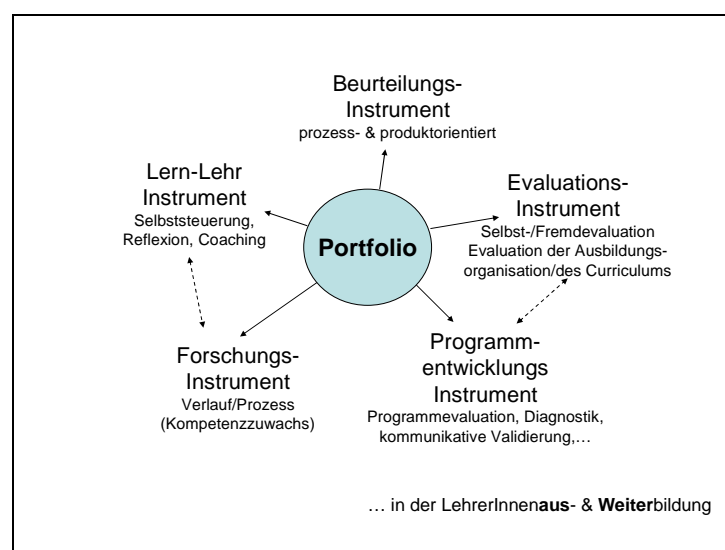 Beurteilungs-
Instrument
prozess- & produktorientiert
Lern-Lehr
Instrument
Selbststeuerung,
Reflexion, Coaching
Evaluations-
Instrument
Selbst-/Fremdevaluation
Evaluation der Ausbildungs-
organisation/des Curriculums
Portfolio
Forschungs-
Instrument
Verlauf/Prozess
(Kompetenzzuwachs)
Programm-
entwicklungs
Instrument
Programmevaluation, Diagnostik,
kommunikative Validierung,…
… in der LehrerInnenaus- & Weiterbildung